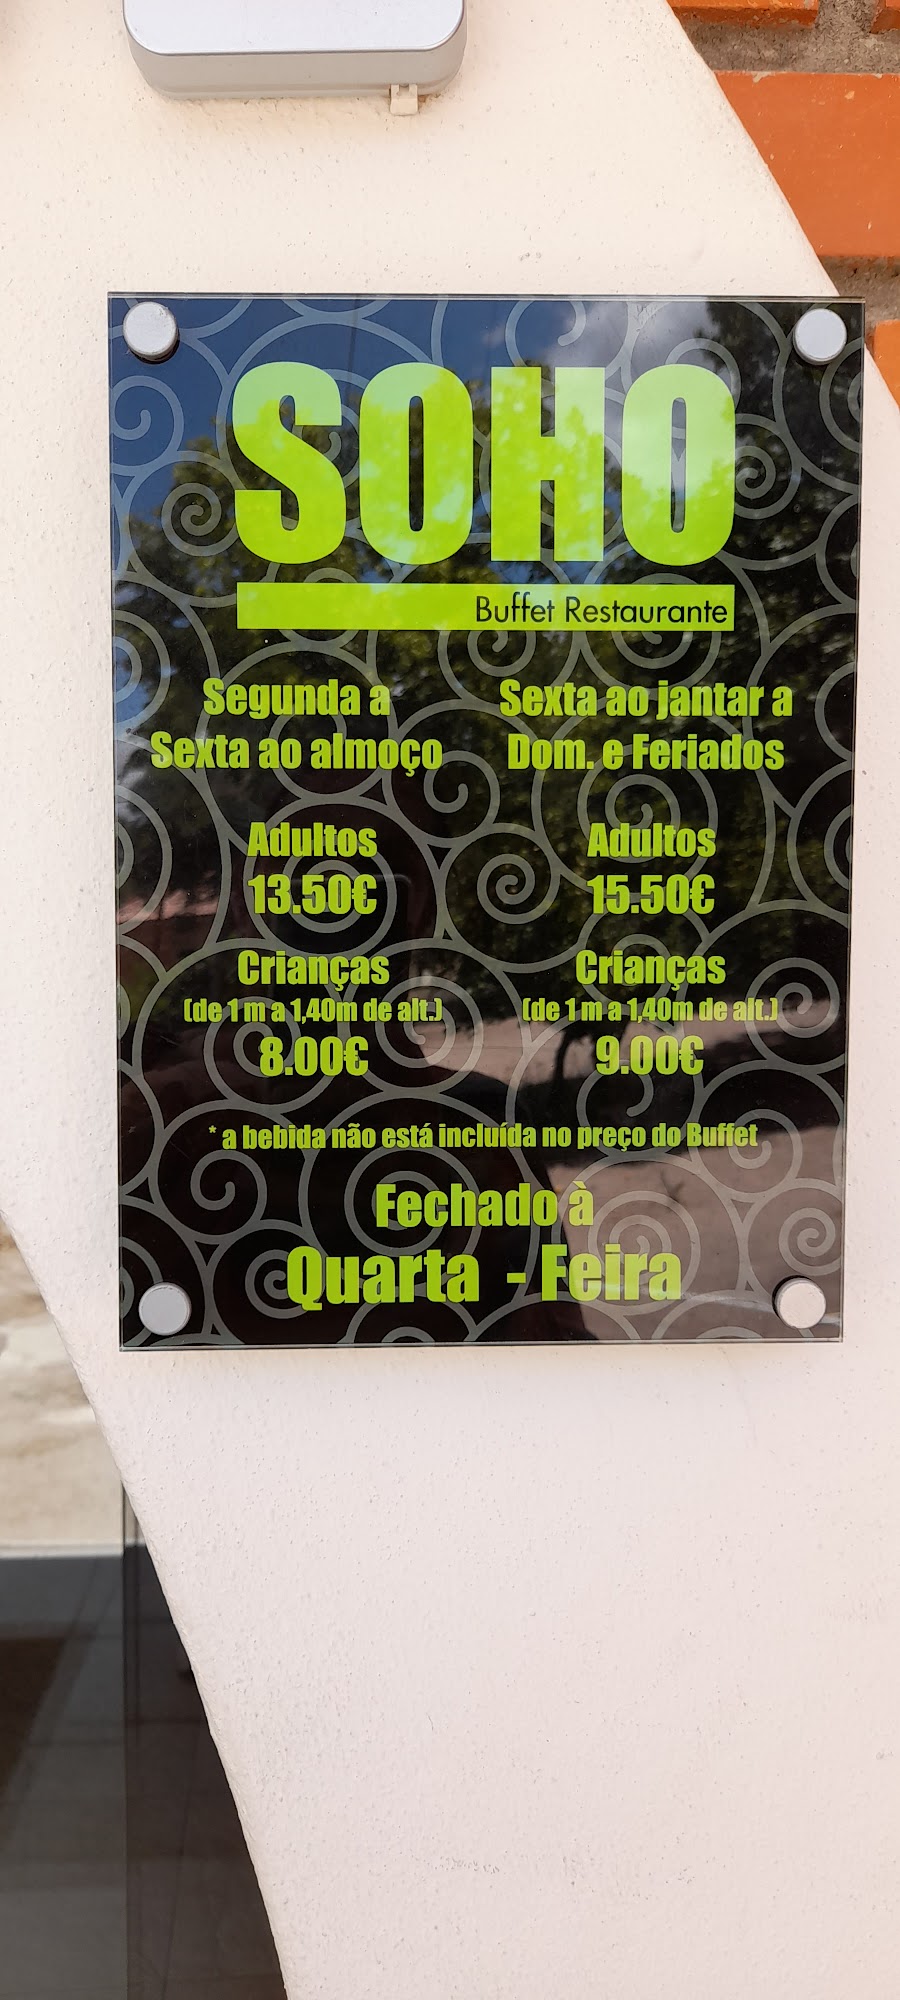 SOHO
Buffet Restaurante
Segunda a
Sexta ao almoço
Adultos
13.50€
Crianças
(de 1 m a 1,40m de alt.)
8.00€
Sexta ao jantar a
Dom. e Feriados
Adultos
15.50€
Crianças
(de 1 m a 1,40m de alt.)
9.00€
* a bebida não está incluída no preço do Buffet
Fechado à
Quarta - Feira